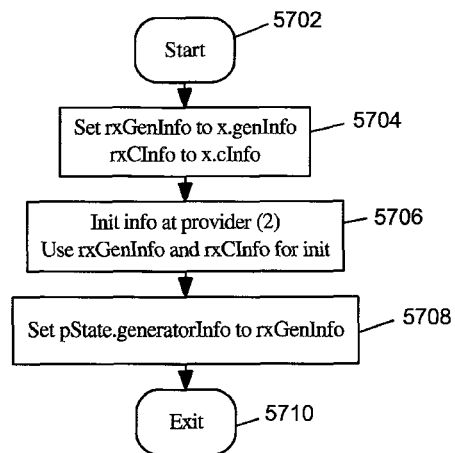 Start
5702
Set rxGenInfo to x.genInfo
rxCInfo to x.cInfo
5704
Init info at provider (2)
Use rxGenInfo and rxCInfo for init
5706
Set pState.generatorInfo to rxGenInfo
5708
Exit
5710